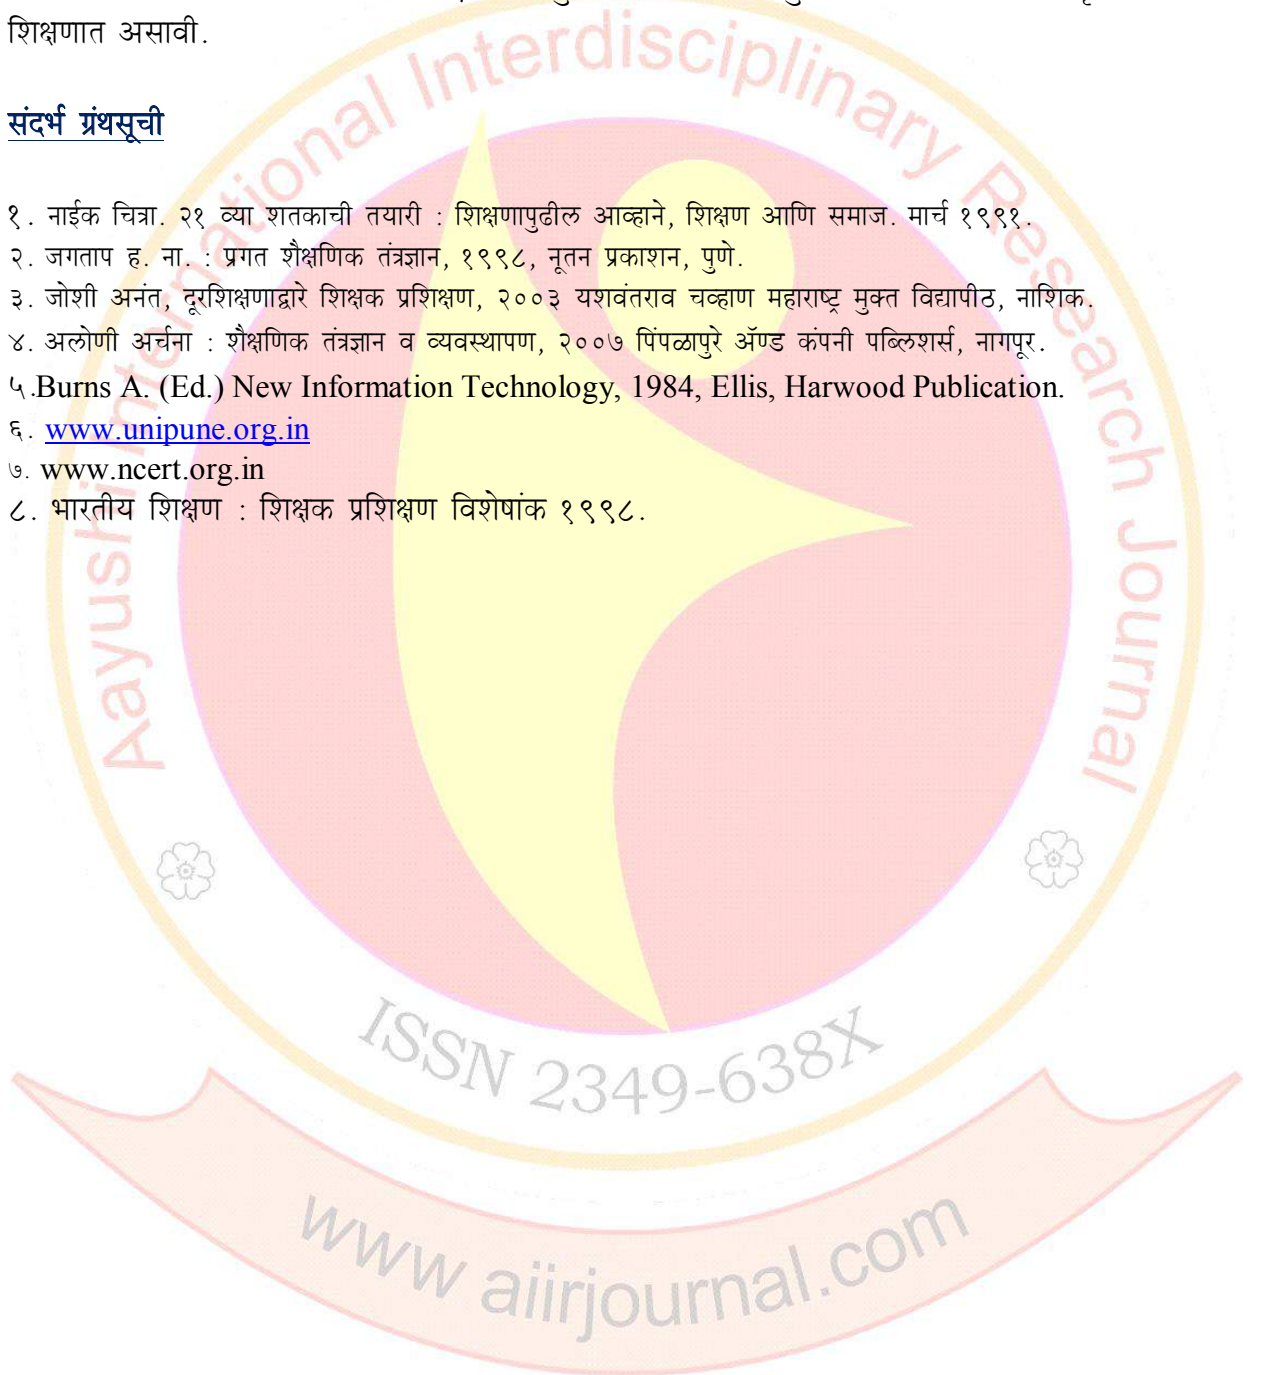 शिक्षणात असावी.
संदर्भ ग्रंथसूची
१. नाईक चित्रा. २१ व्या शतकाची तयारी : शिक्षणापुढील आव्हाने, शिक्षण आणि समाज. मार्च १९९१.
२. जगताप ह. ना. : प्रगत शैक्षणिक तंत्रज्ञान, १९९८, नूतन प्रकाशन, पुणे.
३. जोशी अनंत, दूरशिक्षणाद्वारे शिक्षक प्रशिक्षण, २००३ यशवंतराव चव्हाण महाराष्ट्र मुक्त विद्यापीठ, नाशिक.
४. अलोणी अर्चना : शैक्षणिक तंत्रज्ञान व व्यवस्थापण, २००७ पिंपळापुरे ॲण्ड कंपनी पब्लिशर्स, नागपूर.
५.Burns A. (Ed.) New Information Technology, 1984, Ellis, Harwood Publication.
६. www.unipune.org.in
७. www.ncert.org.in
८. भारतीय शिक्षण : शिक्षक प्रशिक्षण विशेषांक १९९८.
Aayushi International Interdisciplinary Research Journal
ISSN 2349-638X
www aiirjournal.com